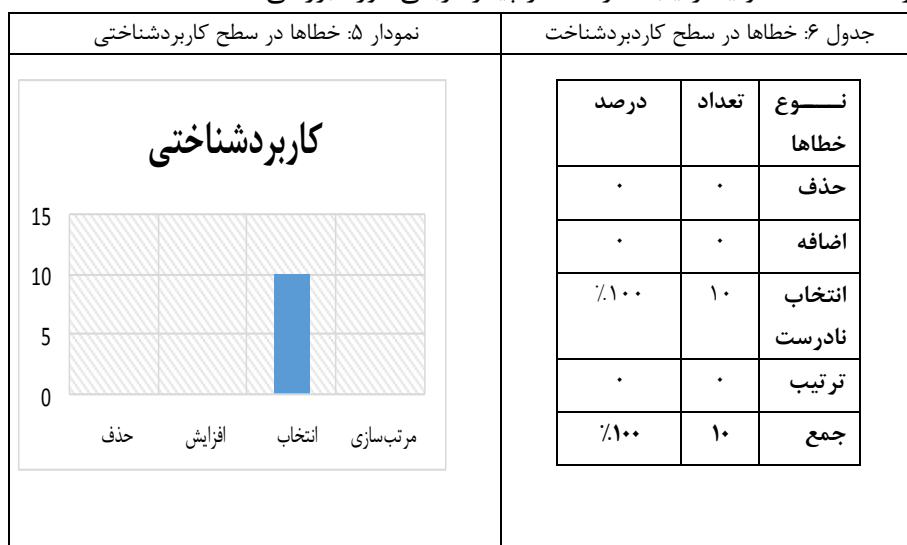 جدول ۶: خطاها در سطح کاردبردشناخت
نمودار ۵: خطاها در سطح کاربردشناختی
نـــــوع خطاها	تعداد	درصد
حذف	۰	۰
اضافه	۰	۰
انتخاب نادرست	۱۰	٪۱۰۰
ترتیب	۰	۰
جمع	۱۰	٪۱۰۰
کاربردشناختی
15
10
5
0
حذف افزایش انتخاب مرتب‌سازی